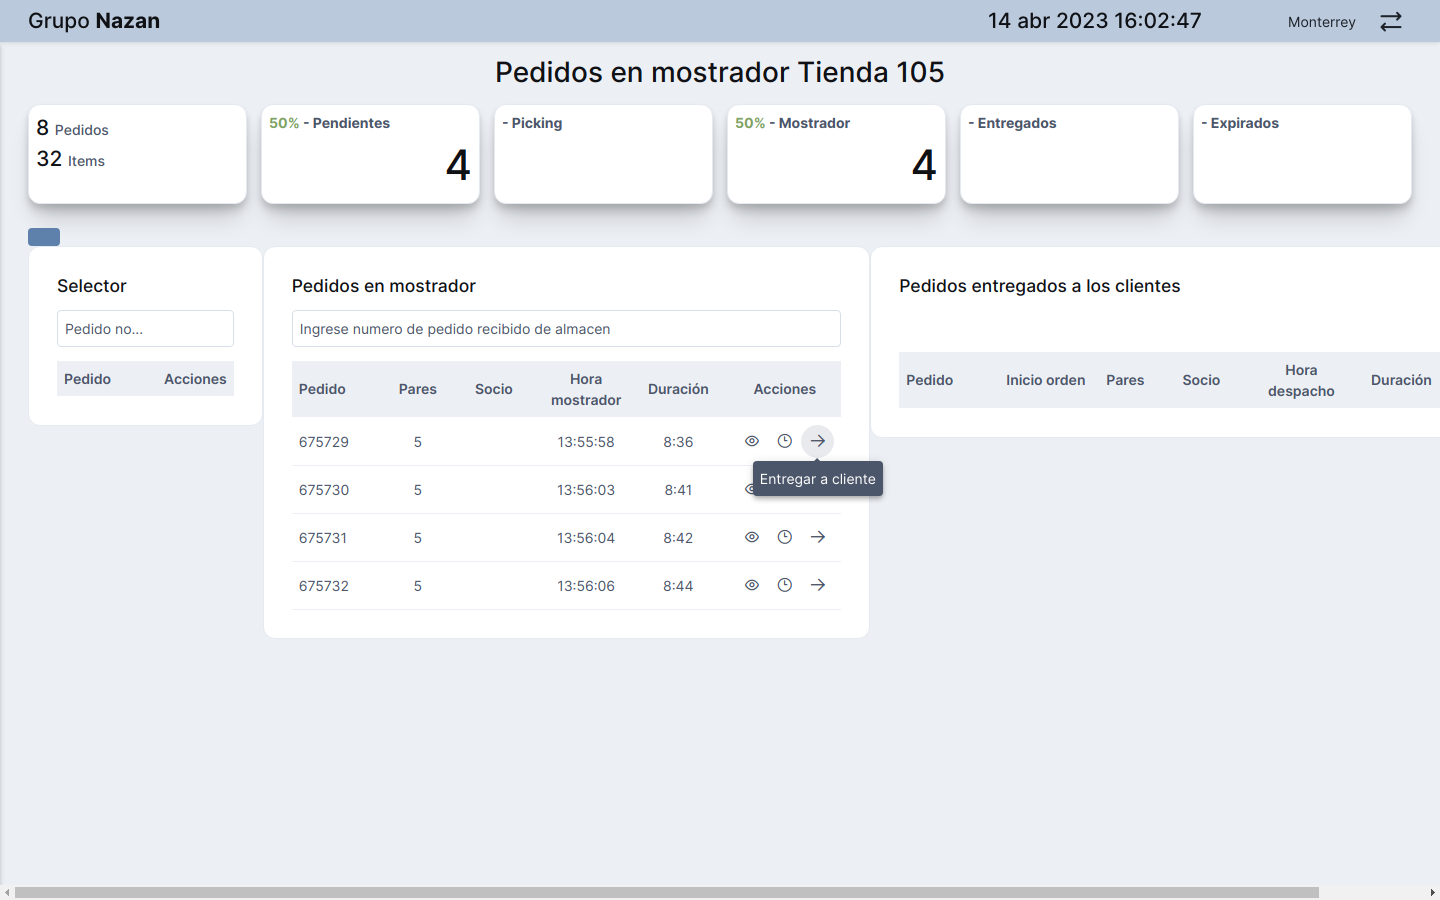 Grupo Nazan
14 abr 2023 16:02:47
Monterrey
Pedidos en mostrador Tienda 105
8 Pedidos
32 Items
50% - Pendientes
4
- Picking
50% - Mostrador
4
- Entregados
- Expirados
Selector
Pedido no...
Pedido Acciones
Pedidos en mostrador
Ingrese numero de pedido recibido de almacen
Pedido Pares Socio Hora mostrador Duración Acciones
675729 5 13:55:58 8:36
Entregar a cliente
675730 5 13:56:03 8:41
675731 5 13:56:04 8:42
675732 5 13:56:06 8:44
Pedidos entregados a los clientes
Pedido Inicio orden Pares Socio Hora despacho Duración